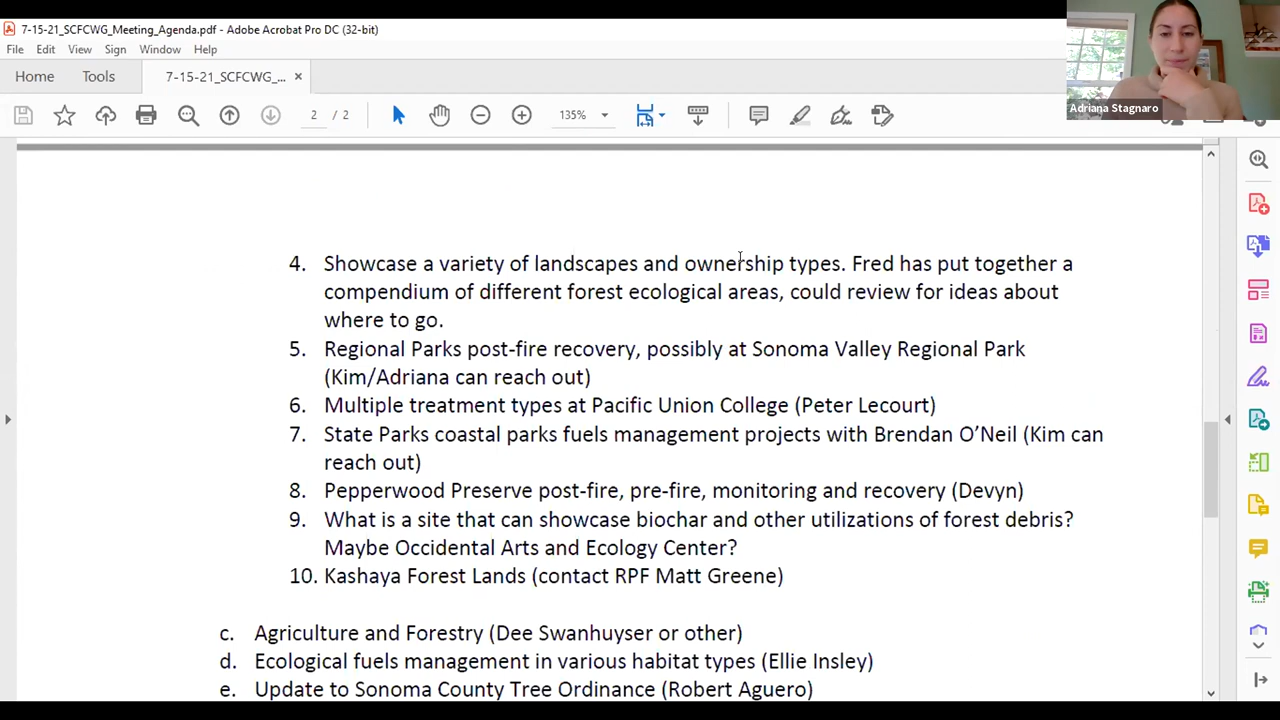 7-15-21_SCFCWG_Meeting_Agenda.pdf - Adobe Acrobat Pro DC (32-bit)
File Edit View Sign Window Help
Home Tools 7-15-21_SCFCWG_... ×
2 / 2 135%
Adriana Stagnaro
4. Showcase a variety of landscapes and ownership types. Fred has put together a
compendium of different forest ecological areas, could review for ideas about
where to go.
5. Regional Parks post-fire recovery, possibly at Sonoma Valley Regional Park
(Kim/Adriana can reach out)
6. Multiple treatment types at Pacific Union College (Peter Lecourt)
7. State Parks coastal parks fuels management projects with Brendan O’Neil (Kim can
reach out)
8. Pepperwood Preserve post-fire, pre-fire, monitoring and recovery (Devyn)
9. What is a site that can showcase biochar and other utilizations of forest debris?
Maybe Occidental Arts and Ecology Center?
10. Kashaya Forest Lands (contact RPF Matt Greene)
c. Agriculture and Forestry (Dee Swanhuyser or other)
d. Ecological fuels management in various habitat types (Ellie Insley)
e. Update to Sonoma County Tree Ordinance (Robert Aguero)